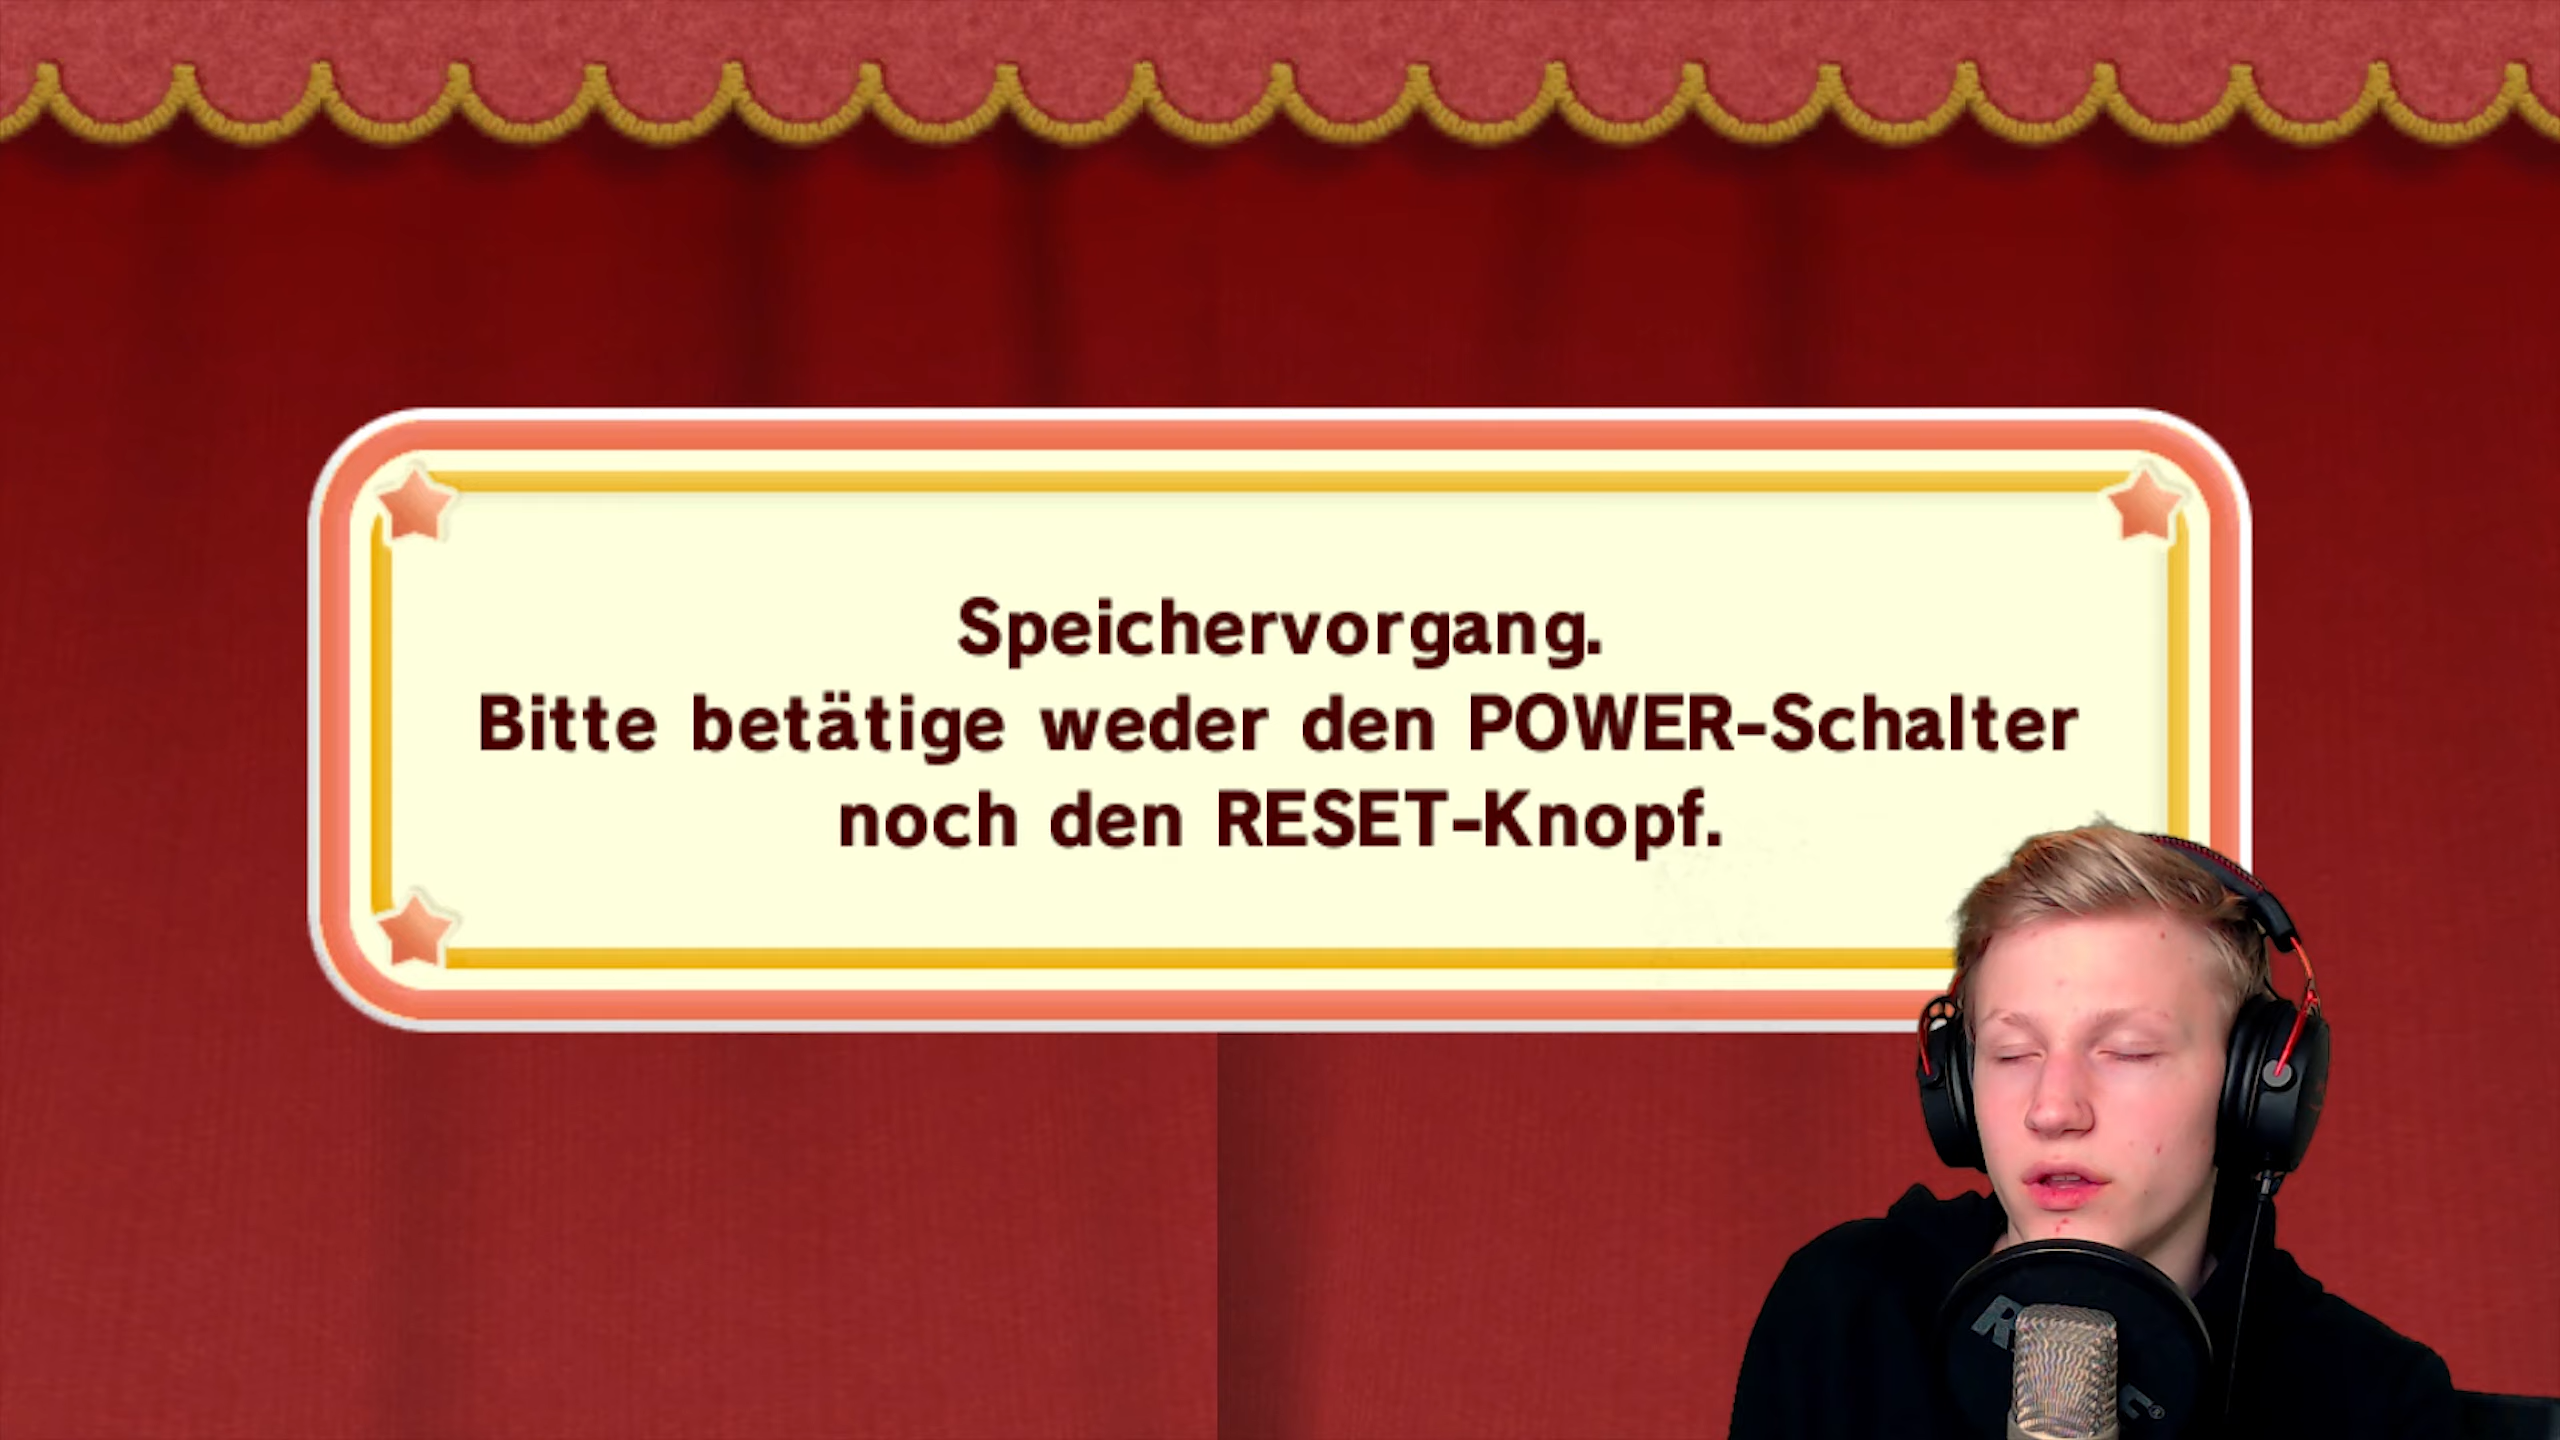 Speichervorgang.
Bitte betätige weder den POWER-Schalter
noch den RESET-Knopf.